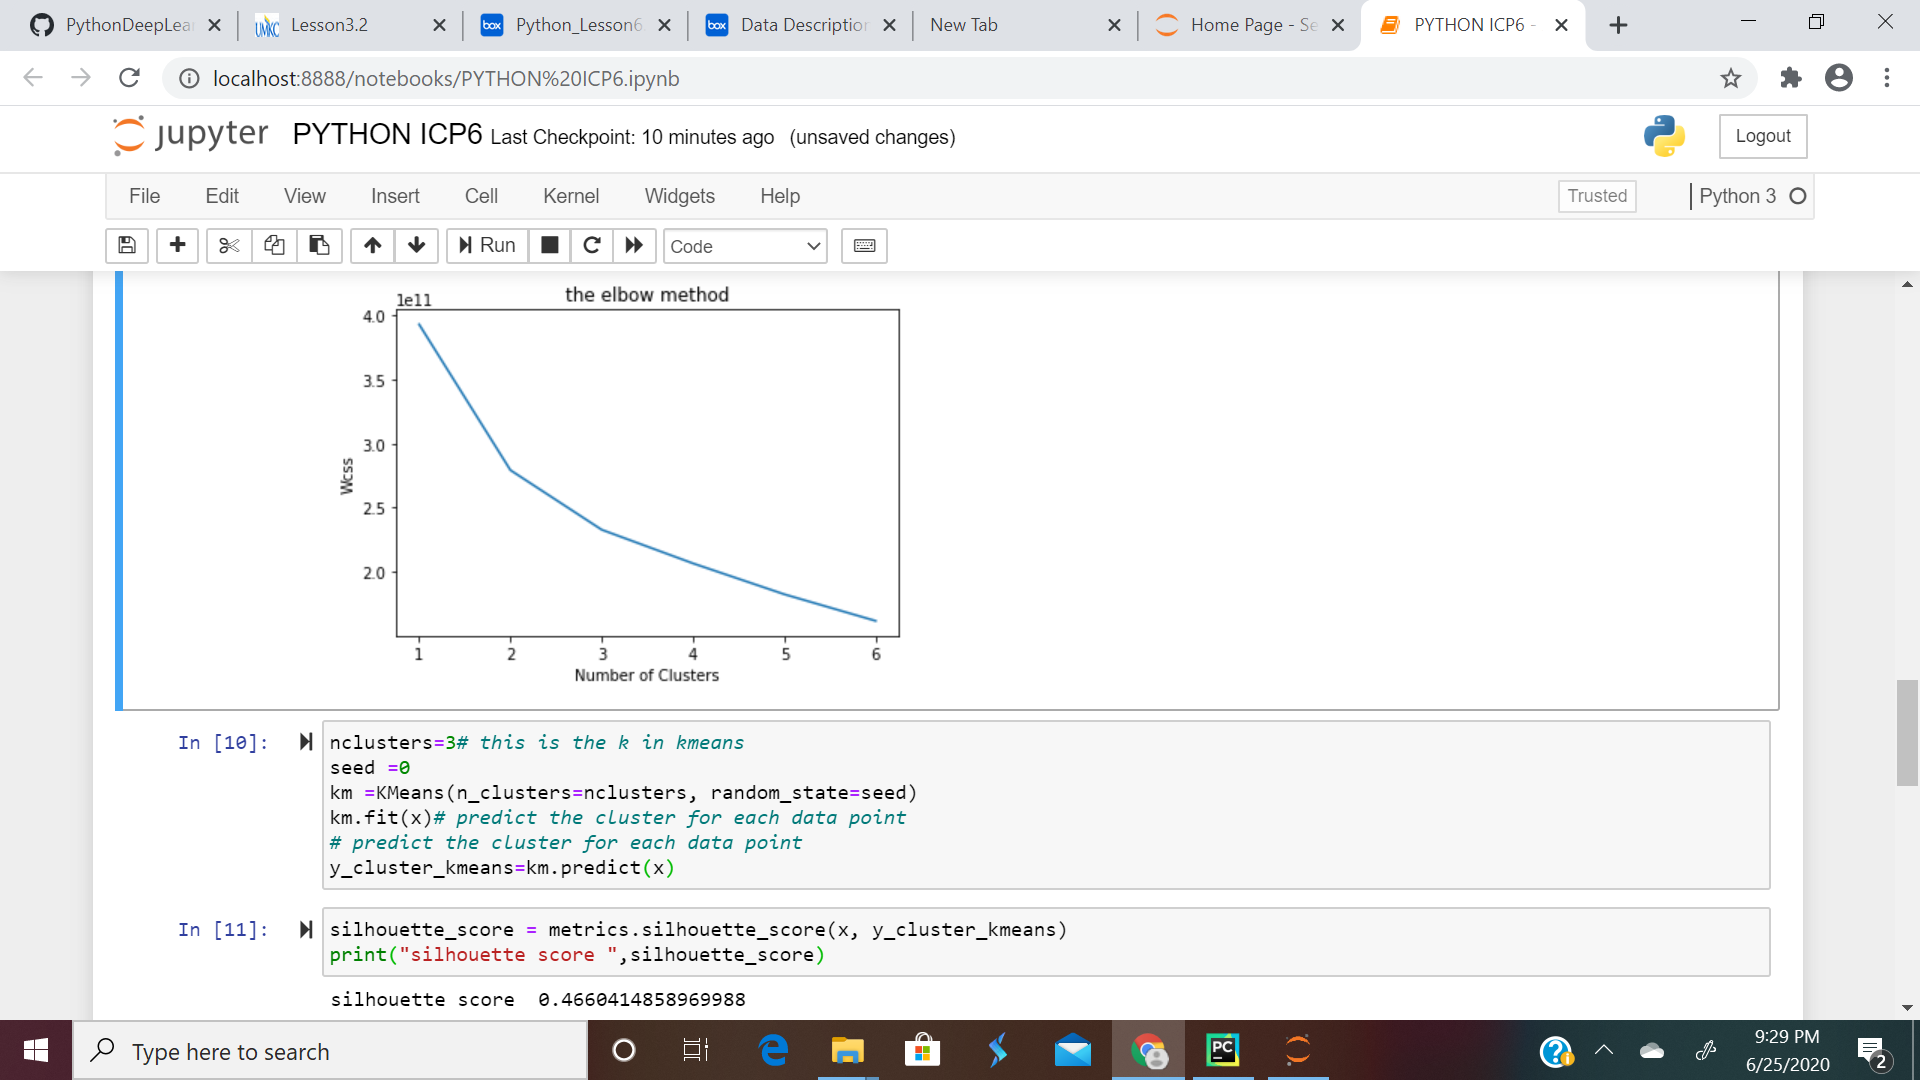 PythonDeepLear
UMKC Lesson3.2
box Python_Lesson6
box Data Description
New Tab
Home Page - Se
PYTHON ICP6 -
localhost:8888/notebooks/PYTHON%20ICP6.ipynb
jupyter PYTHON ICP6 Last Checkpoint: 10 minutes ago (unsaved changes)
Logout
File Edit View Insert Cell Kernel Widgets Help
Trusted
Python 3
Run
Code
the elbow method
1e11
4.0
3.5
3.0
2.5
2.0
Wcss
1 2 3 4 5 6
Number of Clusters
In [10]:
nclusters=3# this is the k in kmeans
seed =0
km =KMeans(n_clusters=nclusters, random_state=seed)
km.fit(x)# predict the cluster for each data point
# predict the cluster for each data point
y_cluster_kmeans=km.predict(x)
In [11]:
silhouette_score = metrics.silhouette_score(x, y_cluster_kmeans)
print("silhouette score ",silhouette_score)
silhouette score  0.4660414858969988
Type here to search
PC
9:29 PM
6/25/2020
2